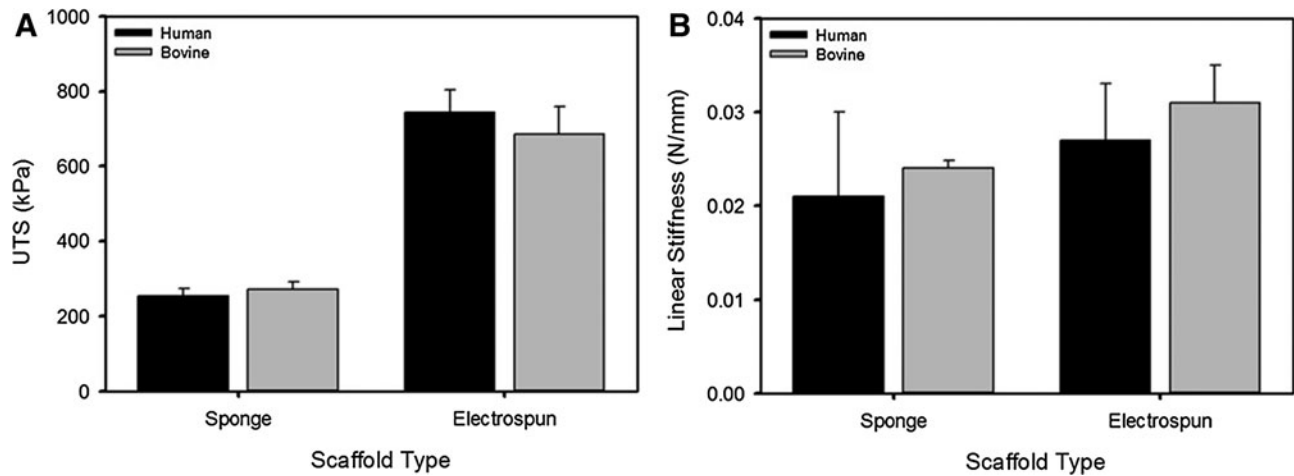 A
Human
Bovine
UTS (kPa)
1000
800
600
400
200
0
Sponge
Electrospun
Scaffold Type
B
Human
Bovine
Linear Stiffness (N/mm)
0.04
0.03
0.02
0.01
0.00
Sponge
Electrospun
Scaffold Type